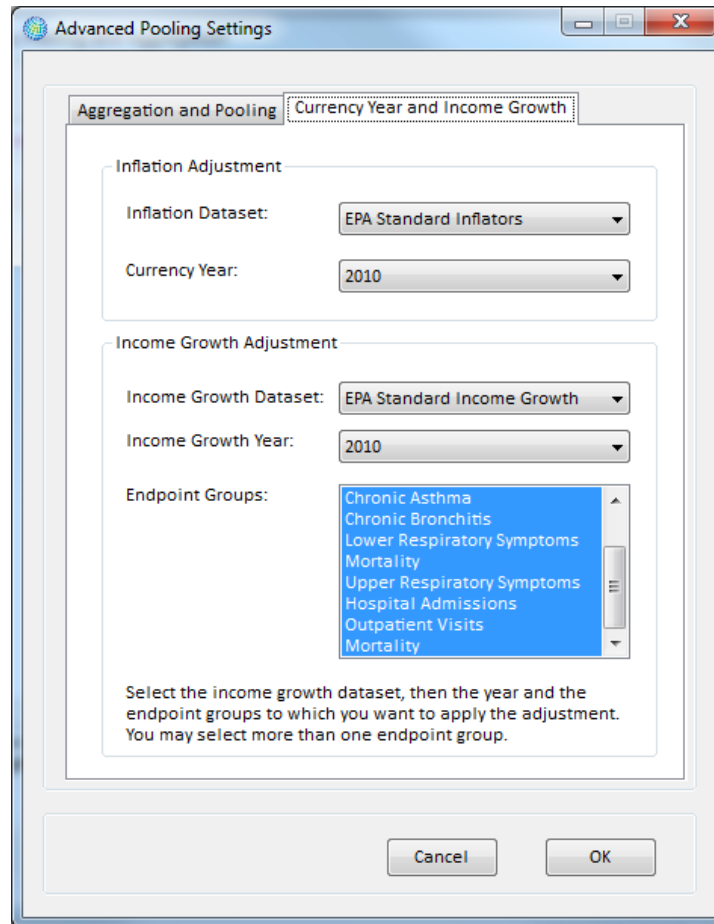 Advanced Pooling Settings
Aggregation and Pooling
Currency Year and Income Growth
Inflation Adjustment
Inflation Dataset:
EPA Standard Inflators
Currency Year:
2010
Income Growth Adjustment
Income Growth Dataset:
EPA Standard Income Growth
Income Growth Year:
2010
Endpoint Groups:
Chronic Asthma
Chronic Bronchitis
Lower Respiratory Symptoms
Mortality
Upper Respiratory Symptoms
Hospital Admissions
Outpatient Visits
Mortality
Select the income growth dataset, then the year and the
endpoint groups to which you want to apply the adjustment.
You may select more than one endpoint group.
Cancel
OK